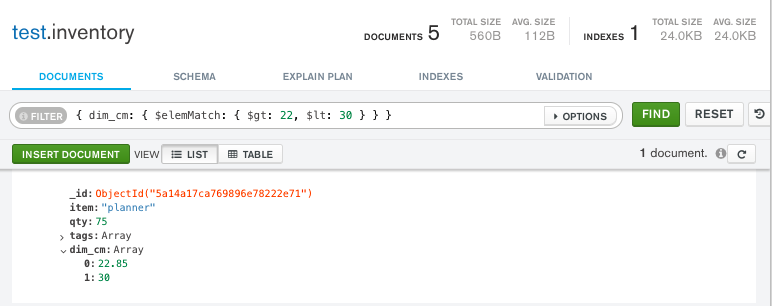 test.inventory
DOCUMENTS 5 TOTAL SIZE 560B AVG. SIZE 112B INDEXES 1 TOTAL SIZE 24.0KB AVG. SIZE 24.0KB
DOCUMENTS SCHEMA EXPLAIN PLAN INDEXES VALIDATION
FILTER { dim_cm: { $elemMatch: { $gt: 22, $lt: 30 } } } OPTIONS FIND RESET
INSERT DOCUMENT VIEW LIST TABLE 1 document.
_id: ObjectId("5a14a17ca769896e78222e71")
item: "planner"
qty: 75
tags: Array
dim_cm: Array
0: 22.85
1: 30